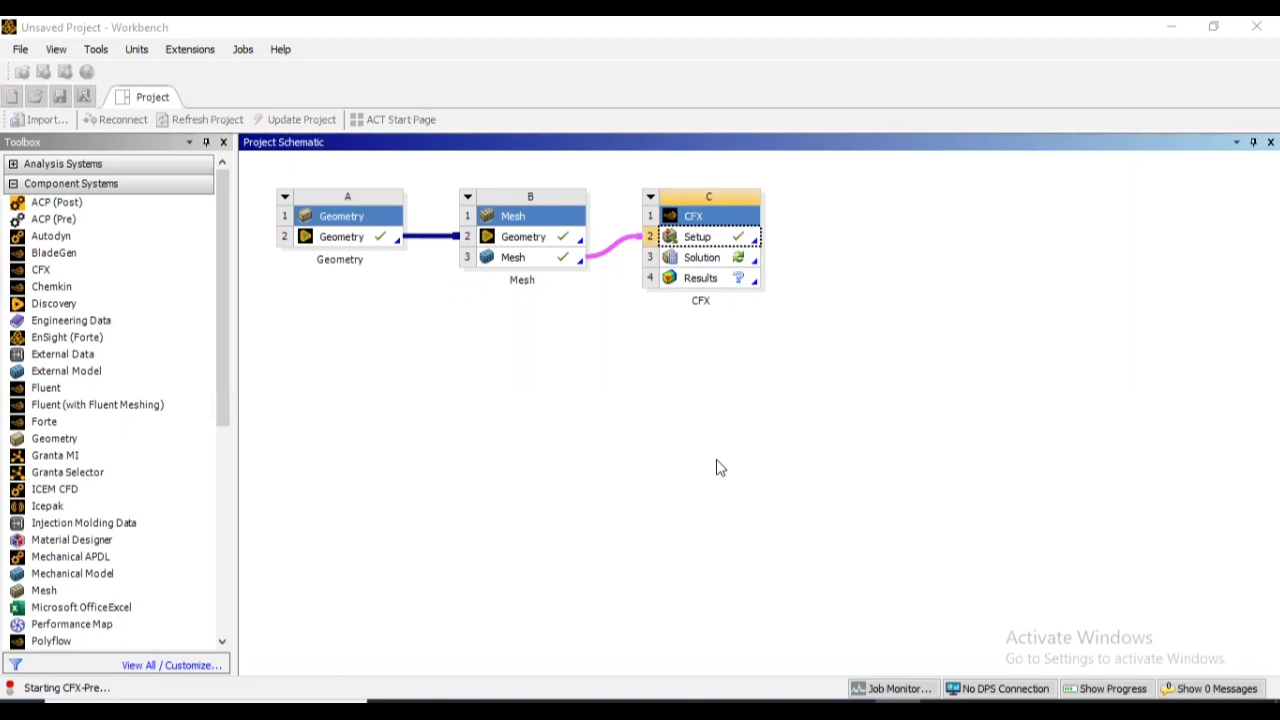 Unsaved Project - Workbench
File View Tools Units Extensions Jobs Help
Project
Import... Reconnect Refresh Project Update Project ACT Start Page
Toolbox
Analysis Systems
Component Systems
ACP (Post)
ACP (Pre)
Autodyn
BladeGen
CFX
Chemkin
Discovery
Engineering Data
EnSight (Forte)
External Data
External Model
Fluent
Fluent (with Fluent Meshing)
Forte
Geometry
Granta MI
Granta Selector
ICEM CFD
Icepak
Injection Molding Data
Material Designer
Mechanical APDL
Mechanical Model
Mesh
Microsoft Office Excel
Performance Map
Polyflow
View All / Customize...
Project Schematic
A
1 Geometry
2 Geometry
Geometry
B
1 Mesh
2 Geometry
3 Mesh
Mesh
C
1 CFX
2 Setup
3 Solution
4 Results
CFX
Activate Windows
Go to Settings to activate Windows.
Starting CFX-Pre... Job Monitor... No DPS Connection Show Progress Show 0 Messages